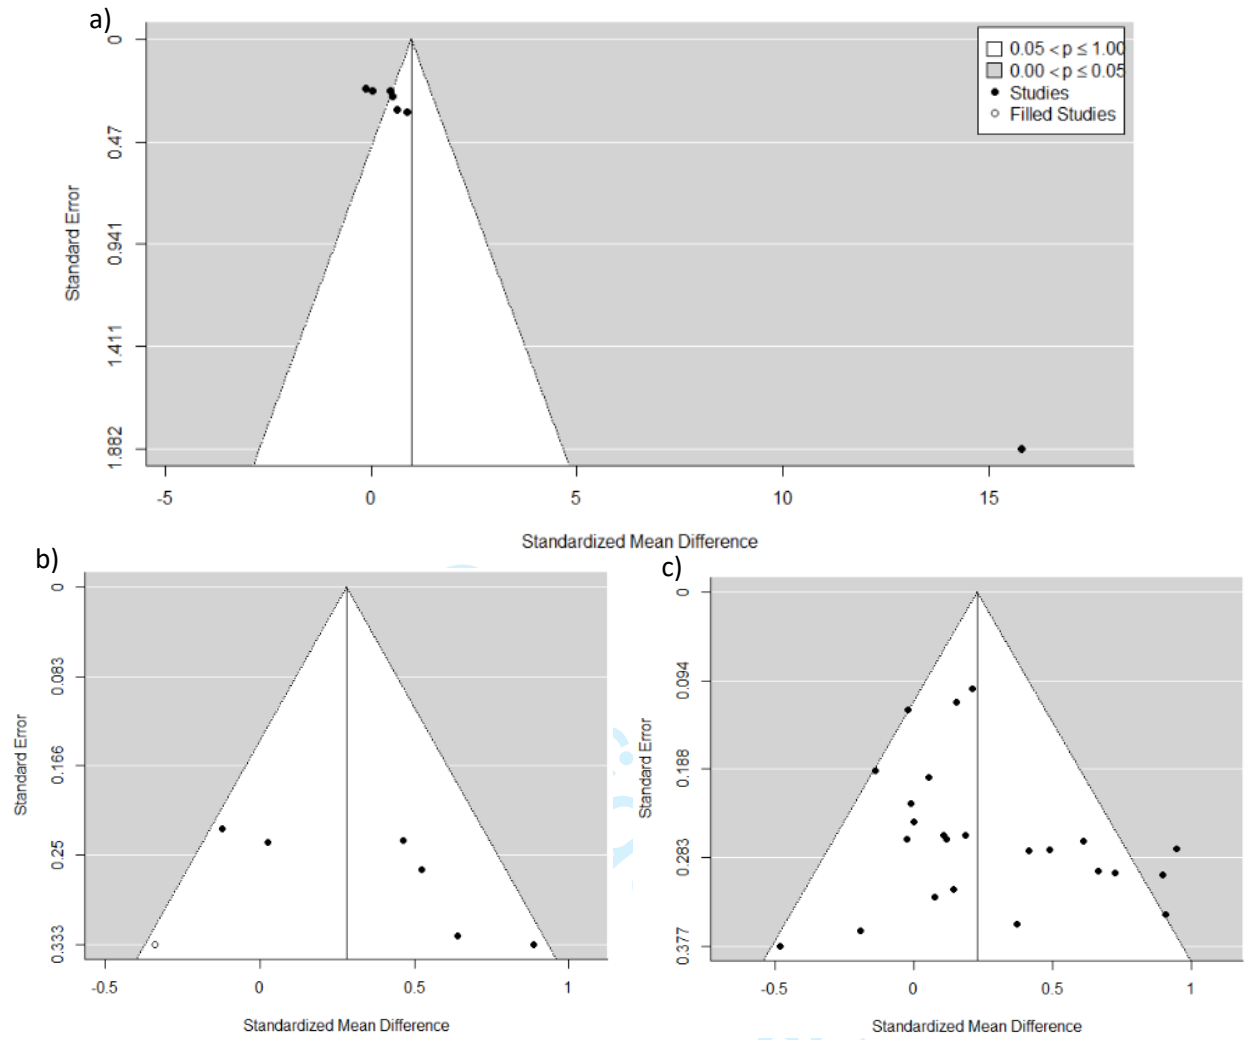 a)
0.05 < p ≤ 1.00
0.00 < p ≤ 0.05
Studies
Filled Studies
Standard Error
0
0.47
0.941
1.411
1.882
-5
0
5
10
15
Standardized Mean Difference
b)
Standard Error
0
0.083
0.166
0.25
0.333
-0.5
0
0.5
1
Standardized Mean Difference
c)
Standard Error
0
0.094
0.188
0.283
0.377
-0.5
0
0.5
1
Standardized Mean Difference